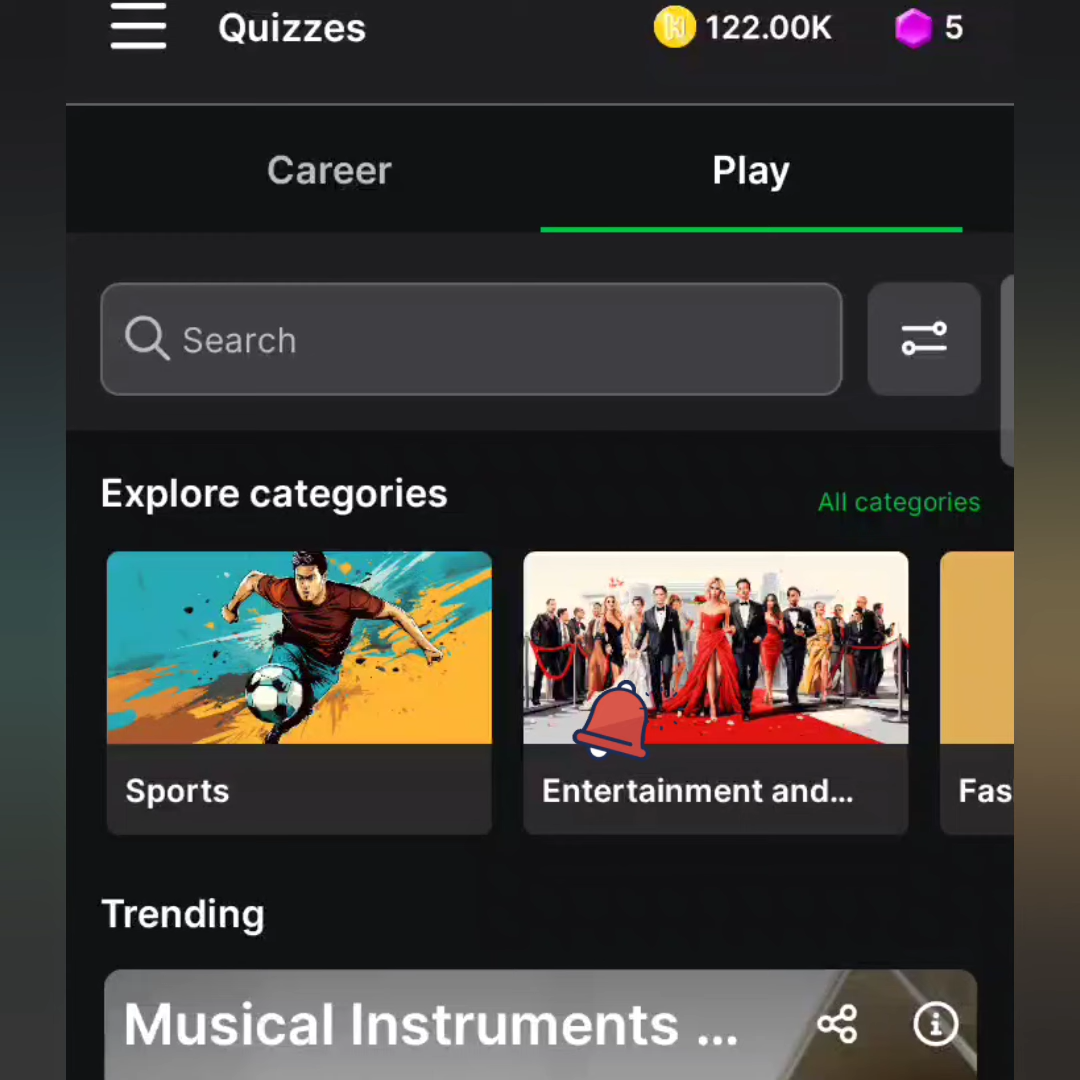 Quizzes
122.00K
5
Career
Play
Search
Explore categories
All categories
Sports
Entertainment and...
Fas
Trending
Musical Instruments ...